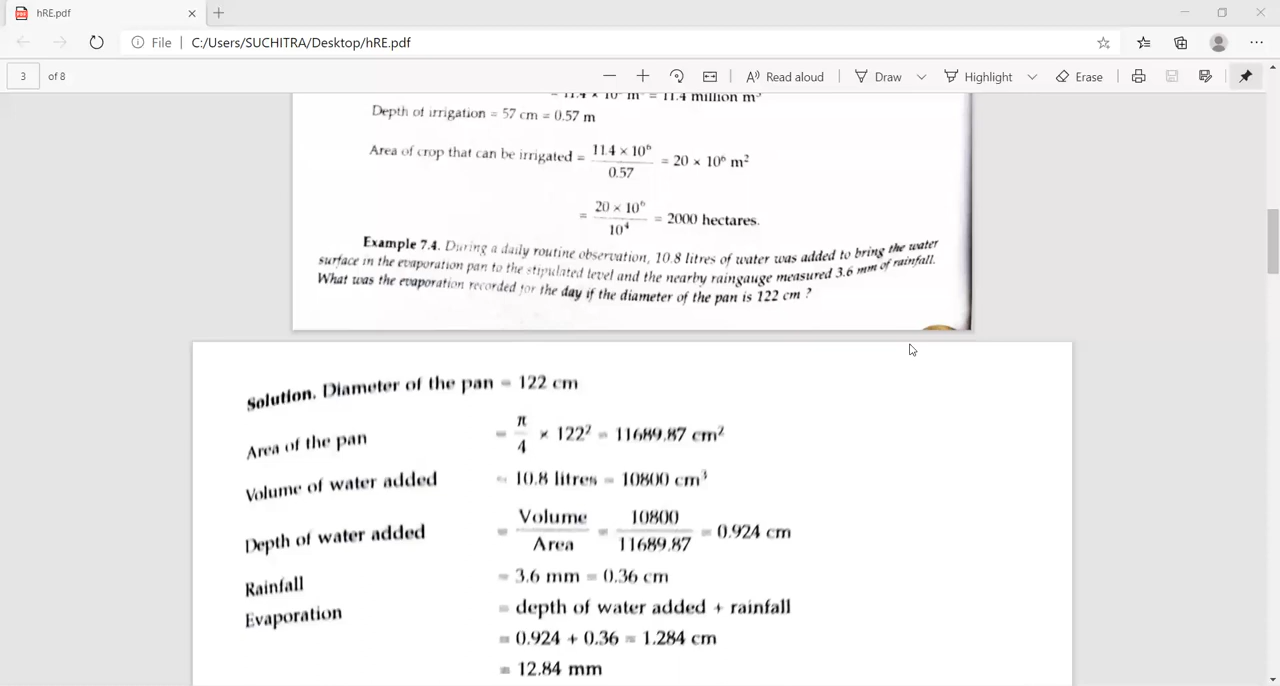 hRE.pdf
File | C:/Users/SUCHITRA/Desktop/hRE.pdf
3 of 8 Read aloud Draw Highlight Erase
= 11.4 × 10⁶ m³ = 11.4 million m³
Depth of irrigation = 57 cm = 0.57 m
Area of crop that can be irrigated = 11.4 × 10⁶ / 0.57 = 20 × 10⁶ m²
= 20 × 10⁶ / 10⁴ = 2000 hectares.
Example 7.4. During a daily routine observation, 10.8 litres of water was added to bring the water
surface in the evaporation pan to the stipulated level and the nearby raingauge measured 3.6 mm of rainfall.
What was the evaporation recorded for the day if the diameter of the pan is 122 cm ?
Solution. Diameter of the pan = 122 cm
Area of the pan = π/4 × 122² = 11689.87 cm²
Volume of water added = 10.8 litres = 10800 cm³
Depth of water added = Volume / Area = 10800 / 11689.87 = 0.924 cm
Rainfall = 3.6 mm = 0.36 cm
Evaporation = depth of water added + rainfall
= 0.924 + 0.36 = 1.284 cm
= 12.84 mm